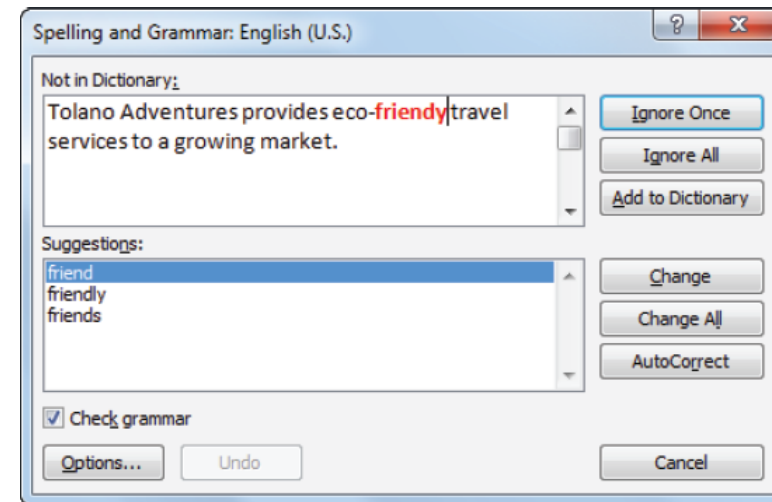 Spelling and Grammar: English (U.S.)
Not in Dictionary:
Tolano Adventures provides eco-friendy travel
services to a growing market.
Ignore Once
Ignore All
Add to Dictionary
Suggestions:
friend
friendly
friends
Change
Change All
AutoCorrect
Check grammar
Options...
Undo
Cancel